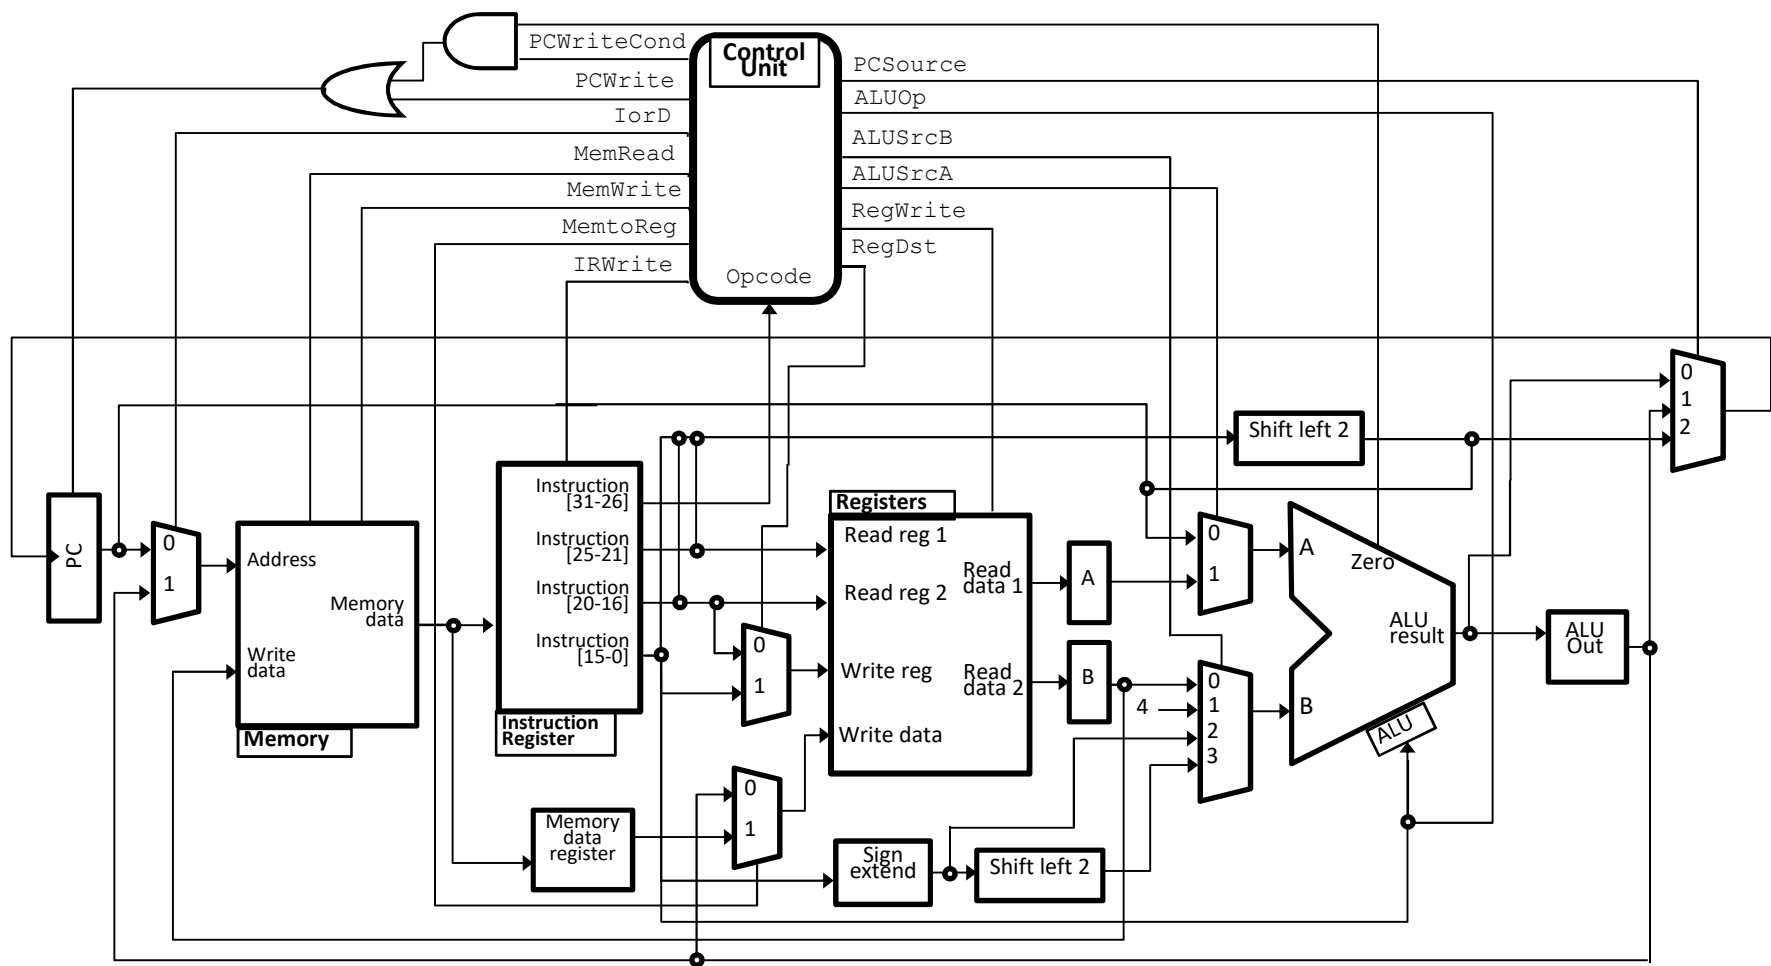 PCWriteCond
PCWrite
IorD
MemRead
MemWrite
MemtoReg
IRWrite
Control
Unit
Opcode
PCSource
ALUOp
ALUSrcB
ALUSrcA
RegWrite
RegDst
PC
0
1
Address
Memory
data
Write
data
Memory
Instruction
[31-26]
Instruction
[25-21]
Instruction
[20-16]
Instruction
[15-0]
Instruction
Register
Memory
data
register
0
1
0
1
Registers
Read reg 1
Read reg 2
Write reg
Write data
Read
data 1
Read
data 2
A
B
4
Sign
extend
Shift left 2
Shift left 2
0
1
0
1
2
3
A
B
Zero
ALU
result
ALU
ALU
Out
0
1
2